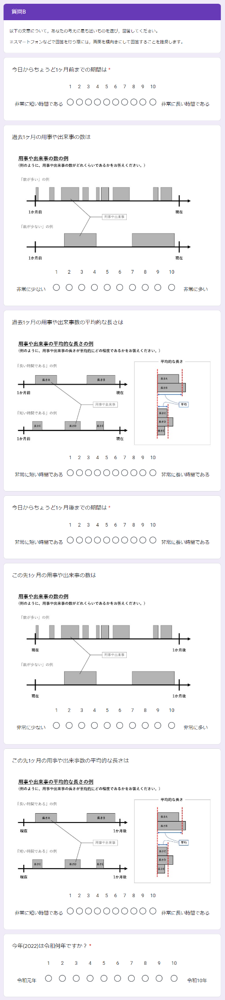 質問B
以下の文章について，あなたの考えに最も近いものを選び，回答してください。
※スマートフォンなどで回答を行う際には，画面を横向きにして回答することを推奨します。
今日からちょうど1ヶ月前までの期間は *
1 2 3 4 5 6 7 8 9 10
非常に短い時間である 非常に長い時間である
過去1ヶ月の用事や出来事の数は
用事や出来事の数の例
(例のように、用事や出来事の数がどれくらいであるかをお答えください。)
「数が多い」の例
1か月前 現在
用事や出来事
「数が少ない」の例
1か月前 現在
1 2 3 4 5 6 7 8 9 10
非常に少ない 非常に多い
過去1ヶ月の用事や出来事数の平均的な長さは
用事や出来事の平均的な長さの例
(例のように、用事や出来事の長さが平均的にどの程度であるかをお答えください。)
「長い時間である」の例
長さA 長さB
1か月前 現在
用事や出来事
「短い時間である」の例
長さC 長さD 長さE
1か月前 現在
平均的な長さ
長さA
長さB
平均
長さC
長さD
長さE
1 2 3 4 5 6 7 8 9 10
非常に短い時間である 非常に長い時間である
今日からちょうど1ヶ月後までの期間は *
1 2 3 4 5 6 7 8 9 10
非常に短い時間である 非常に長い時間である
この先1ヶ月の用事や出来事の数は
用事や出来事の数の例
(例のように、用事や出来事の数がどれくらいであるかをお答えください。)
「数が多い」の例
現在 1か月後
用事や出来事
「数が少ない」の例
現在 1か月後
1 2 3 4 5 6 7 8 9 10
非常に少ない 非常に多い
この先1ヶ月の用事や出来事数の平均的な長さは
用事や出来事の平均的な長さの例
(例のように、用事や出来事の長さが平均的にどの程度であるかをお答えください。)
「長い時間である」の例
長さA 長さB
現在 1か月後
用事や出来事
「短い時間である」の例
長さC 長さD 長さE
現在 1か月後
平均的な長さ
長さA
長さB
平均
長さC
長さD
長さE
1 2 3 4 5 6 7 8 9 10
非常に短い時間である 非常に長い時間である
今年(2022)は令和何年ですか？ *
1 2 3 4 5 6 7 8 9 10
令和元年 令和10年